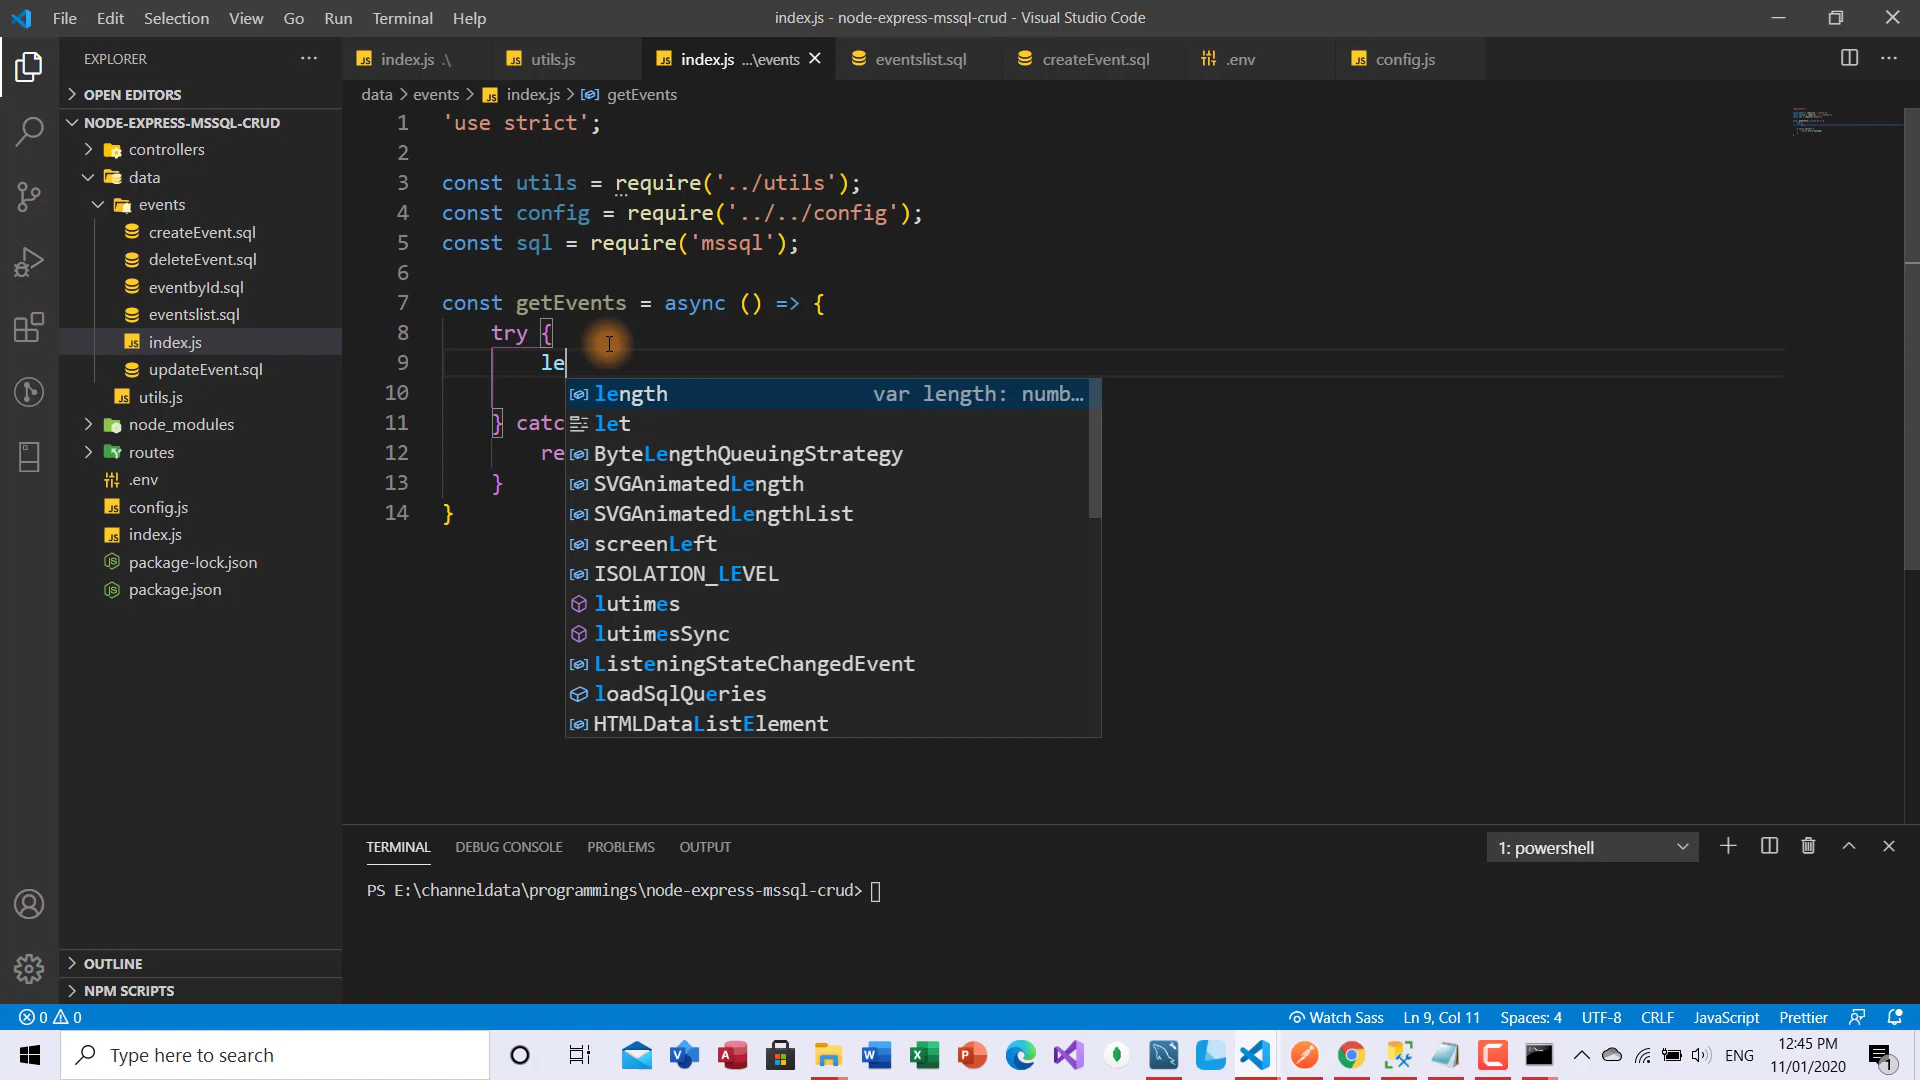 File Edit Selection View Go Run Terminal Help
index.js - node-express-mssql-crud - Visual Studio Code
EXPLORER
OPEN EDITORS
NODE-EXPRESS-MSSQL-CRUD
controllers
data
events
createEvent.sql
deleteEvent.sql
eventbyId.sql
eventslist.sql
index.js
updateEvent.sql
utils.js
node_modules
routes
.env
config.js
index.js
package-lock.json
package.json
OUTLINE
NPM SCRIPTS
index.js .\ utils.js index.js ...\events eventslist.sql createEvent.sql .env config.js
data > events > index.js > getEvents
1 'use strict';
2
3 const utils = require('../utils');
4 const config = require('../../config');
5 const sql = require('mssql');
6
7 const getEvents = async () => {
8 try {
9 le
10
11 } catc
12 re
13 }
14 }
length var length: numb...
let
ByteLengthQueuingStrategy
SVGAnimatedLength
SVGAnimatedLengthList
screenLeft
ISOLATION_LEVEL
lutimes
lutimesSync
ListeningStateChangedEvent
loadSqlQueries
HTMLDataListElement
TERMINAL DEBUG CONSOLE PROBLEMS OUTPUT
1: powershell
PS E:\channeldata\programmings\node-express-mssql-crud>
0 0
Watch Sass Ln 9, Col 11 Spaces: 4 UTF-8 CRLF JavaScript Prettier
Type here to search
ENG
12:45 PM
11/01/2020
1